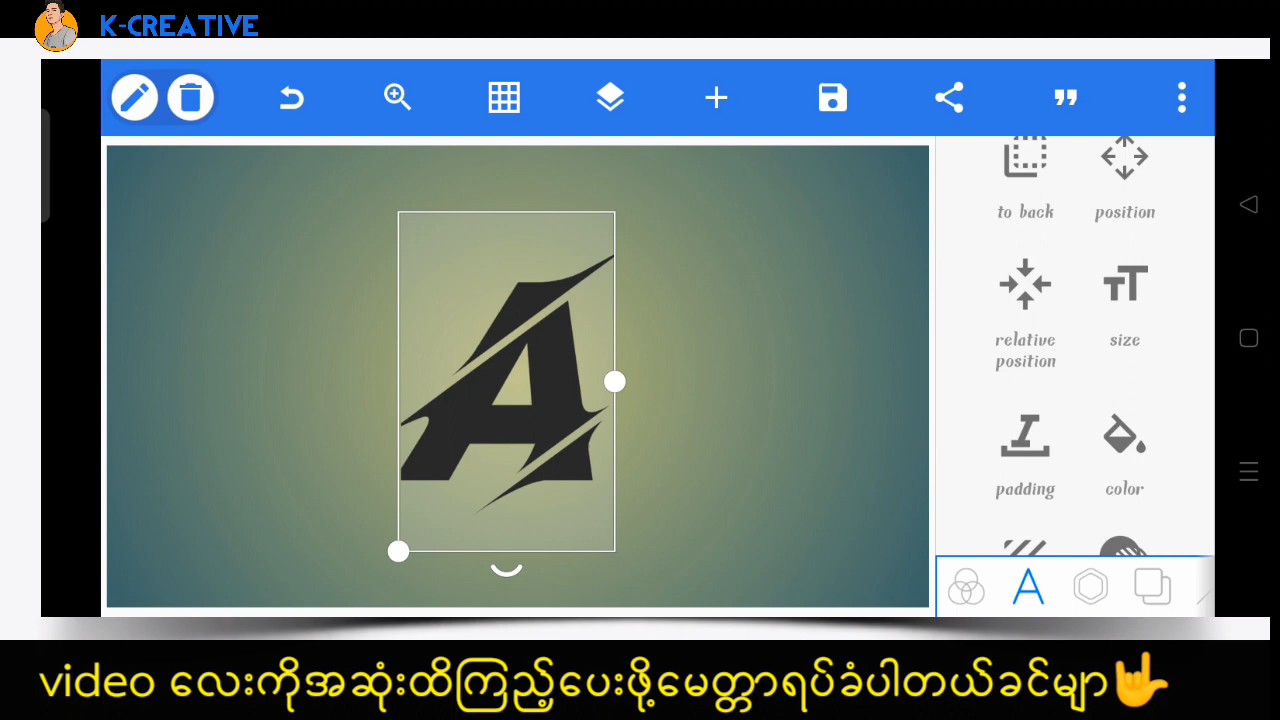 K-CREATIVE
A
to back
position
relative
position
size
padding
color
video လေးကိုအဆုံးထိကြည့်ပေးဖို့မေတ္တာရပ်ခံပါတယ်ခင်မျာ🤟